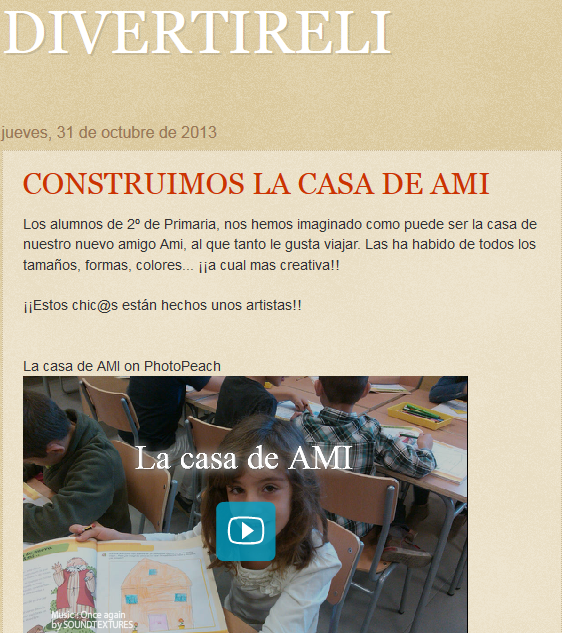 DIVERTIRELI
jueves, 31 de octubre de 2013
CONSTRUIMOS LA CASA DE AMI
Los alumnos de 2º de Primaria, nos hemos imaginado como puede ser la casa de
nuestro nuevo amigo Ami, al que tanto le gusta viajar. Las ha habido de todos los
tamaños, formas, colores... ¡¡a cual mas creativa!!
¡¡Estos chic@s están hechos unos artistas!!
La casa de AMI on PhotoPeach
La casa de AMI
Music : Once again
by SOUNDTEXTURES